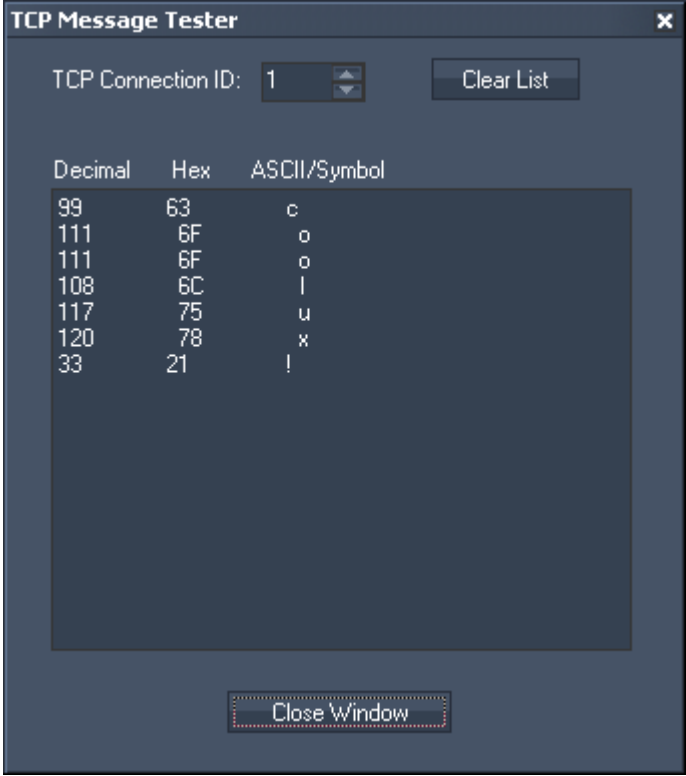 TCP Message Tester
TCP Connection ID: 1 Clear List
Decimal Hex ASCII/Symbol
99 63 c
111 6F o
111 6F o
108 6C l
117 75 u
120 78 x
33 21 !
Close Window